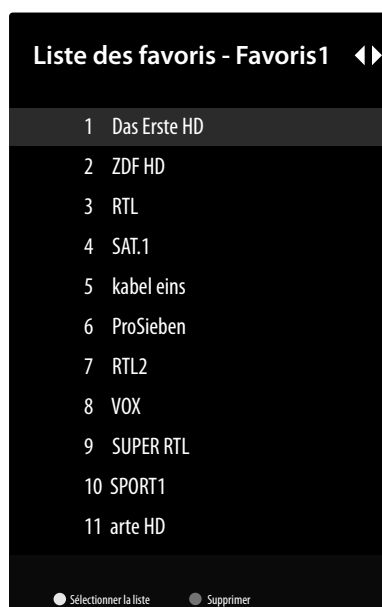 Liste des favoris - Favoris1
1 Das Erste HD
2 ZDF HD
3 RTL
4 SAT.1
5 kabel eins
6 ProSieben
7 RTL2
8 VOX
9 SUPER RTL
10 SPORT1
11 arte HD
Sélectionner la liste Supprimer